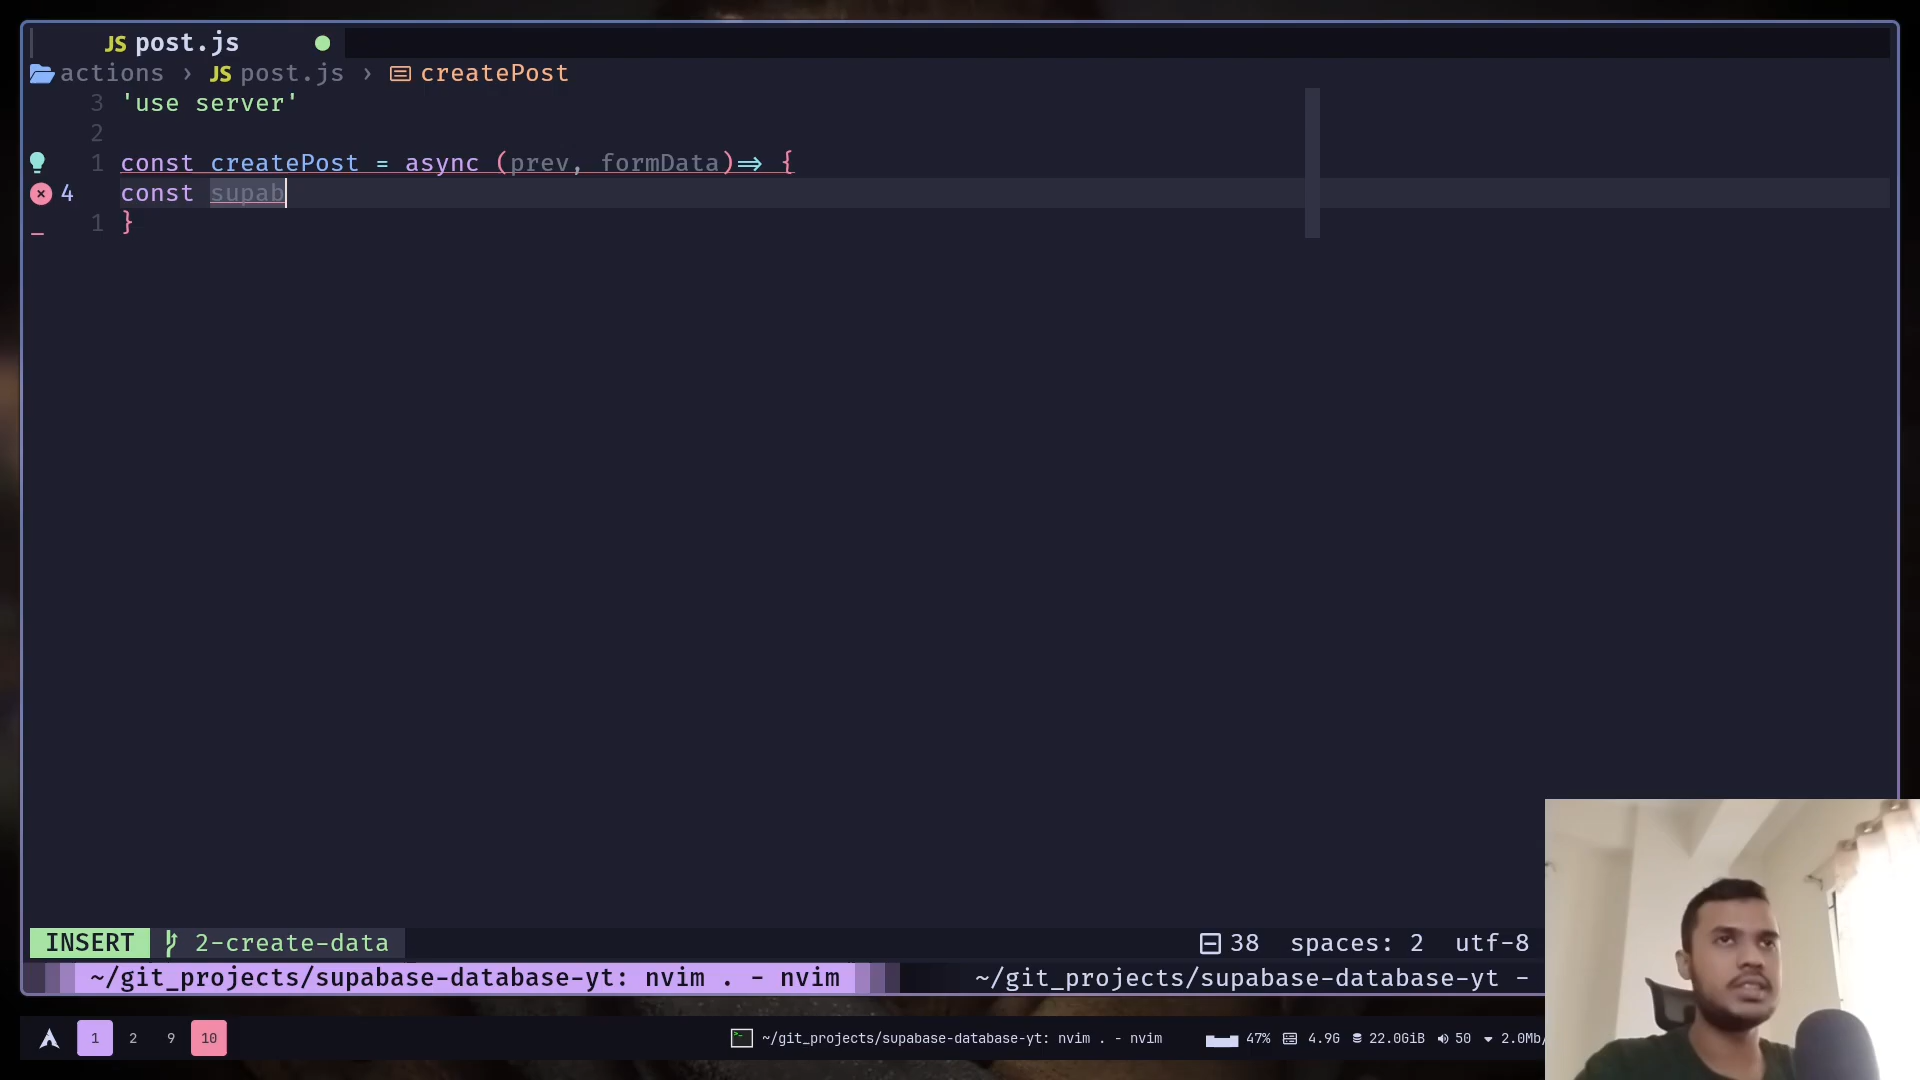 JS post.js
actions › JS post.js › createPost
3 'use server'
2
1 const createPost = async (prev, formData)=> {
4 const supab
1 }
INSERT 2-create-data 38 spaces: 2 utf-8
~/git_projects/supabase-database-yt: nvim . - nvim ~/git_projects/supabase-database-yt -
1 2 9 10 ~/git_projects/supabase-database-yt: nvim . - nvim 47% 4.9G 22.0GiB 50 2.0Mb/